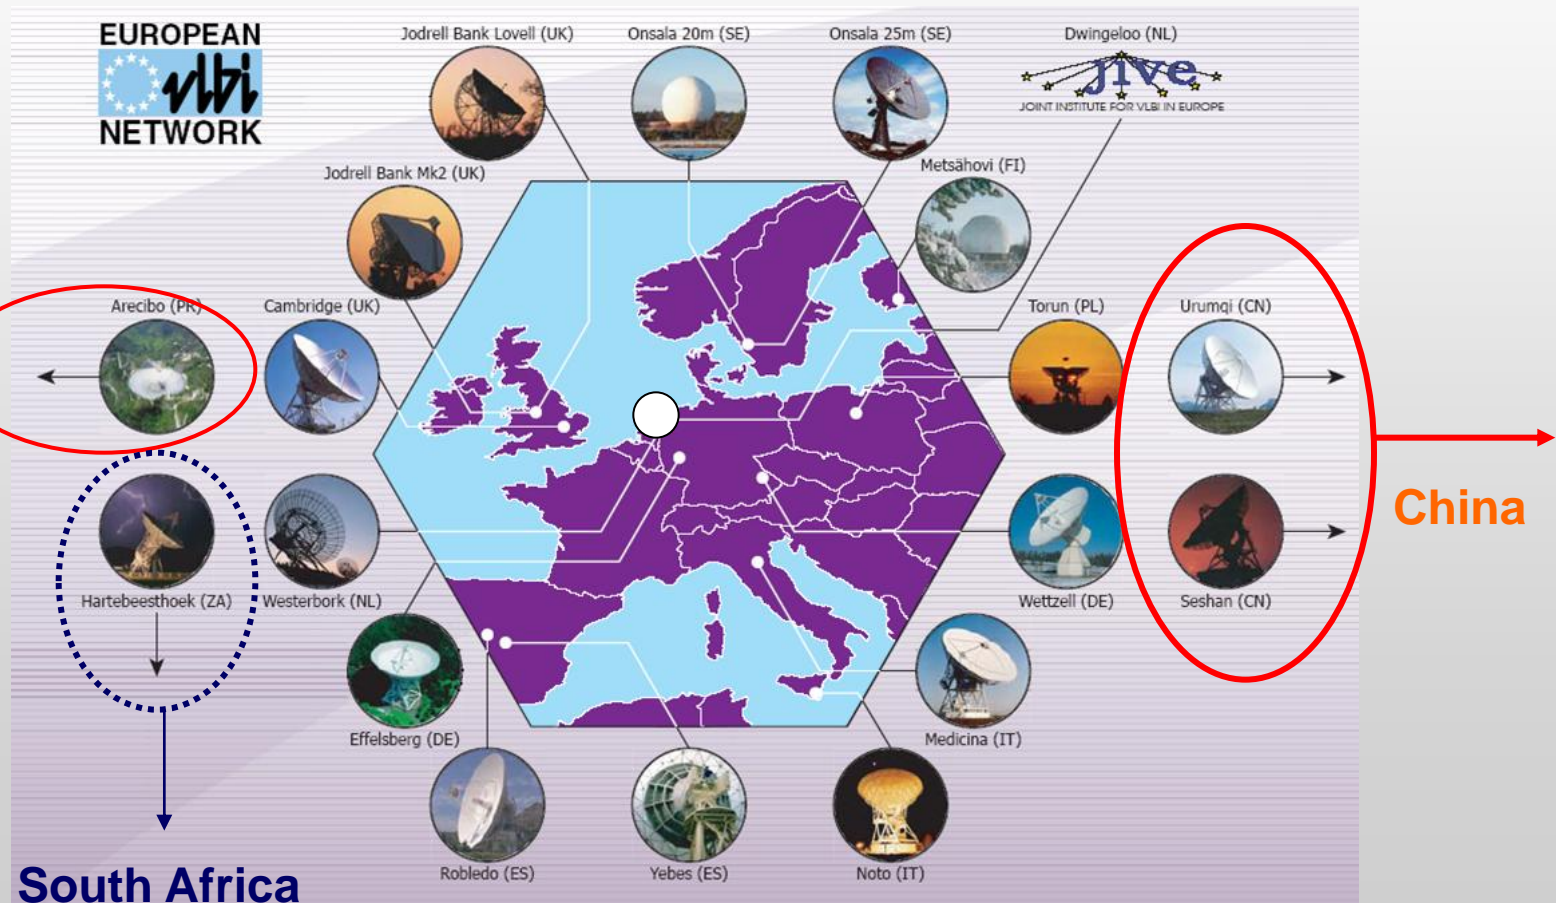 EUROPEAN
vlbi
NETWORK
Jodrell Bank Lovell (UK)
Onsala 20m (SE)
Onsala 25m (SE)
Dwingeloo (NL)
jive
JOINT INSTITUTE FOR VLBI IN EUROPE
Jodrell Bank Mk2 (UK)
Metsähovi (FI)
Arecibo (PR)
Cambridge (UK)
Torun (PL)
Urumqi (CN)
China
Hartebeesthoek (ZA)
Westerbork (NL)
Wettzell (DE)
Seshan (CN)
Effelsberg (DE)
Medicina (IT)
Robledo (ES)
Yebes (ES)
Noto (IT)
South Africa